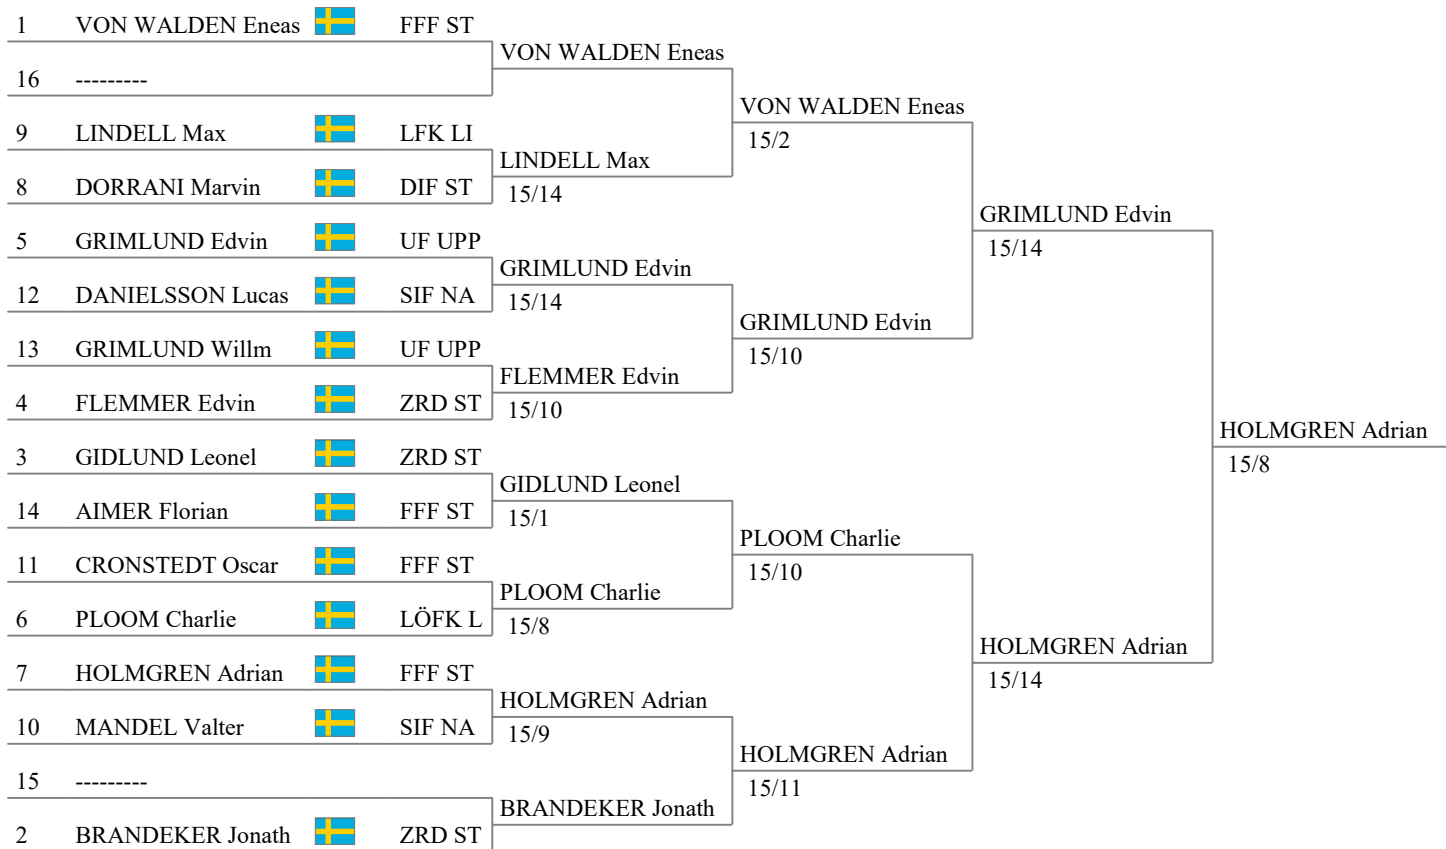 1 VON WALDEN Eneas FFF ST
VON WALDEN Eneas
16 ---------
VON WALDEN Eneas
15/2
9 LINDELL Max LFK LI
LINDELL Max
15/14
8 DORRANI Marvin DIF ST
GRIMLUND Edvin
15/14
5 GRIMLUND Edvin UF UPP
GRIMLUND Edvin
15/14
12 DANIELSSON Lucas SIF NA
GRIMLUND Edvin
15/10
13 GRIMLUND Willm UF UPP
FLEMMER Edvin
15/10
4 FLEMMER Edvin ZRD ST
HOLMGREN Adrian
15/8
3 GIDLUND Leonel ZRD ST
GIDLUND Leonel
15/1
14 AIMER Florian FFF ST
PLOOM Charlie
15/10
11 CRONSTEDT Oscar FFF ST
PLOOM Charlie
15/8
6 PLOOM Charlie LÖFK L
HOLMGREN Adrian
15/14
7 HOLMGREN Adrian FFF ST
HOLMGREN Adrian
15/9
10 MANDEL Valter SIF NA
HOLMGREN Adrian
15/11
15 ---------
BRANDEKER Jonath
2 BRANDEKER Jonath ZRD ST